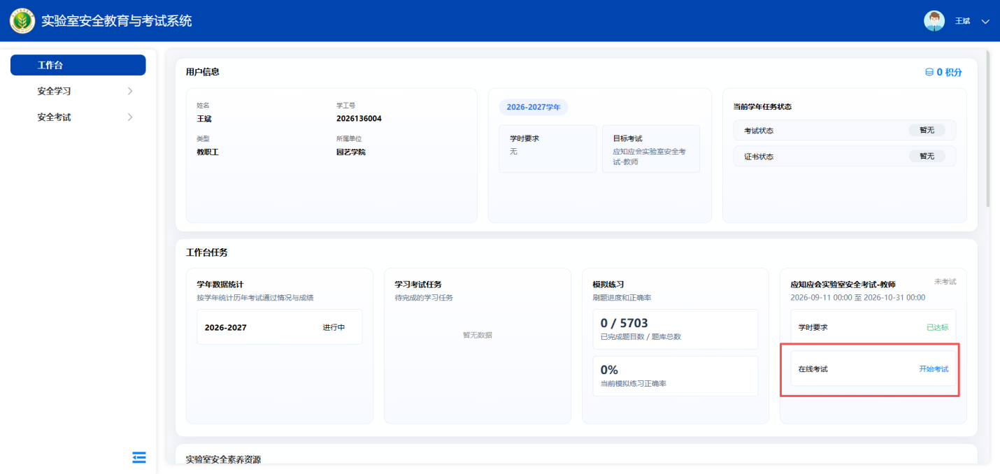 实验室安全教育与考试系统
王斌
工作台
安全学习
安全考试
用户信息
0 积分
姓名
王斌
学工号
2026136004
类型
教职工
所属单位
园艺学院
2026-2027学年
学时要求
无
目标考试
应知应会实验室安全考
试-教师
当前学年任务状态
考试状态
暂无
证书状态
暂无
工作台任务
学年数据统计
按学年统计历年考试通过情况与成绩
2026-2027
进行中
学习考试任务
待完成的学习任务
暂无数据
模拟练习
刷题进度和正确率
0 / 5703
已完成题目数 / 题库总数
0%
当前模拟练习正确率
应知应会实验室安全考试-教师
未考试
2026-09-11 00:00 至 2026-10-31 00:00
学时要求
已达标
在线考试
开始考试
实验室安全素养资源